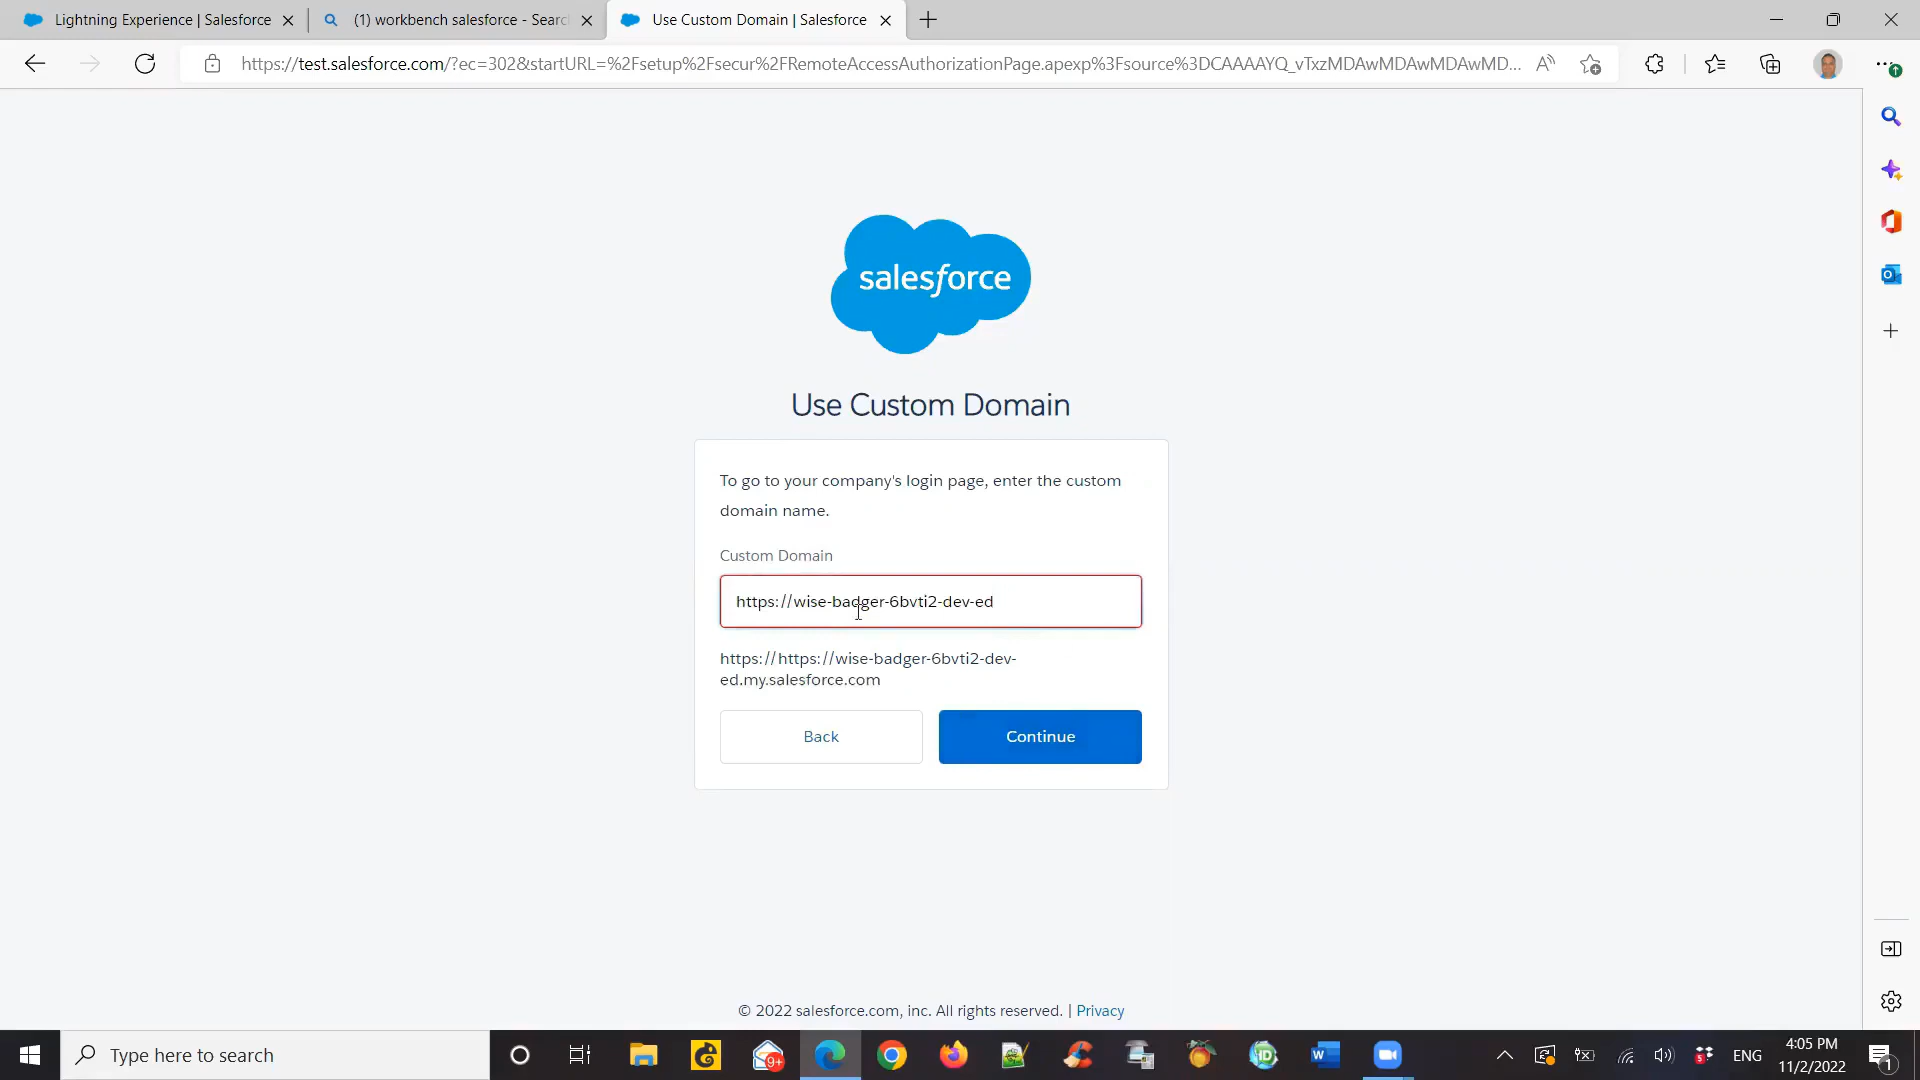 Lightning Experience | Salesforce
(1) workbench salesforce - Searc
Use Custom Domain | Salesforce
https://test.salesforce.com/?ec=302&startURL=%2Fsetup%2Fsecur%2FRemoteAccessAuthorizationPage.apexp%3Fsource%3DCAAAAYQ_vTxzMDAwMDAwMDAwMD...
salesforce
Use Custom Domain
To go to your company's login page, enter the custom
domain name.
Custom Domain
https://wise-badger-6bvti2-dev-ed
https://https://wise-badger-6bvti2-dev-
ed.my.salesforce.com
Back
Continue
© 2022 salesforce.com, inc. All rights reserved. | Privacy
Type here to search
9+
ENG
4:05 PM
11/2/2022
1